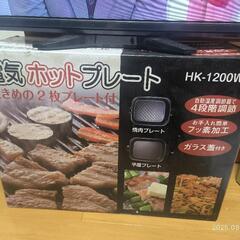 電気ホットプレート
大きめの2枚プレート付
HK-1200W
自動温度調節器で
4段階調節
お手入れ簡単
フッ素加工
ガラス蓋付き
焼肉プレート
平面プレート